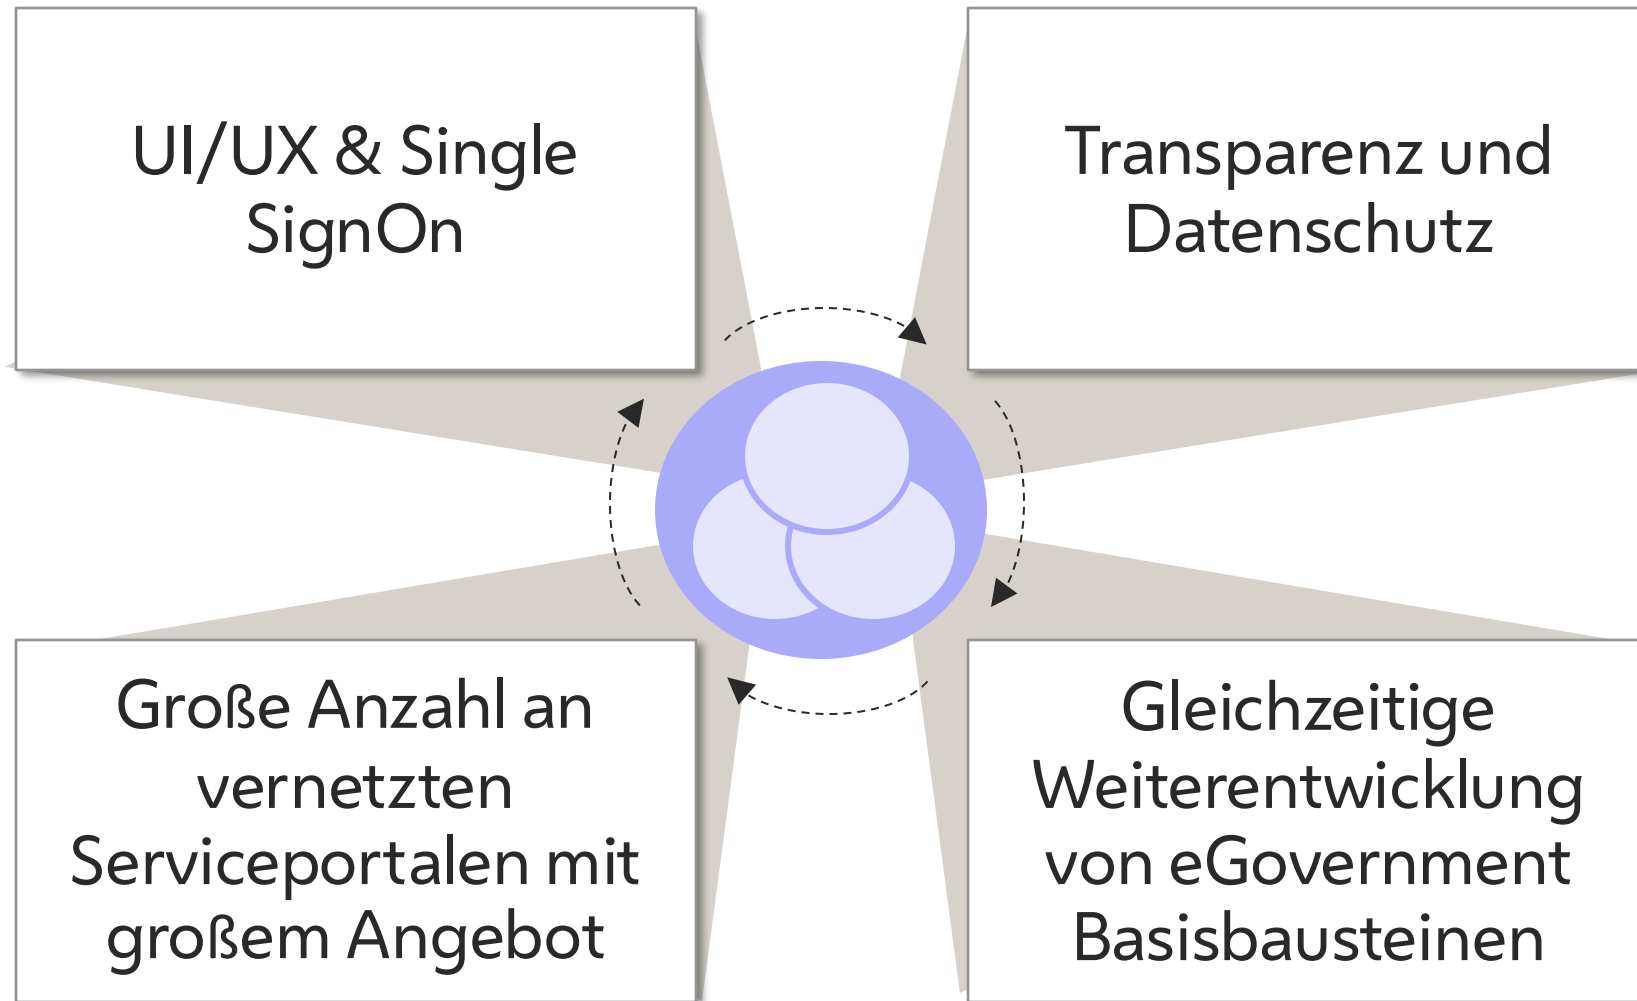 UI/UX & Single
SignOn
Transparenz und
Datenschutz
Große Anzahl an
vernetzten
Serviceportalen mit
großem Angebot
Gleichzeitige
Weiterentwicklung
von eGovernment
Basisbausteinen